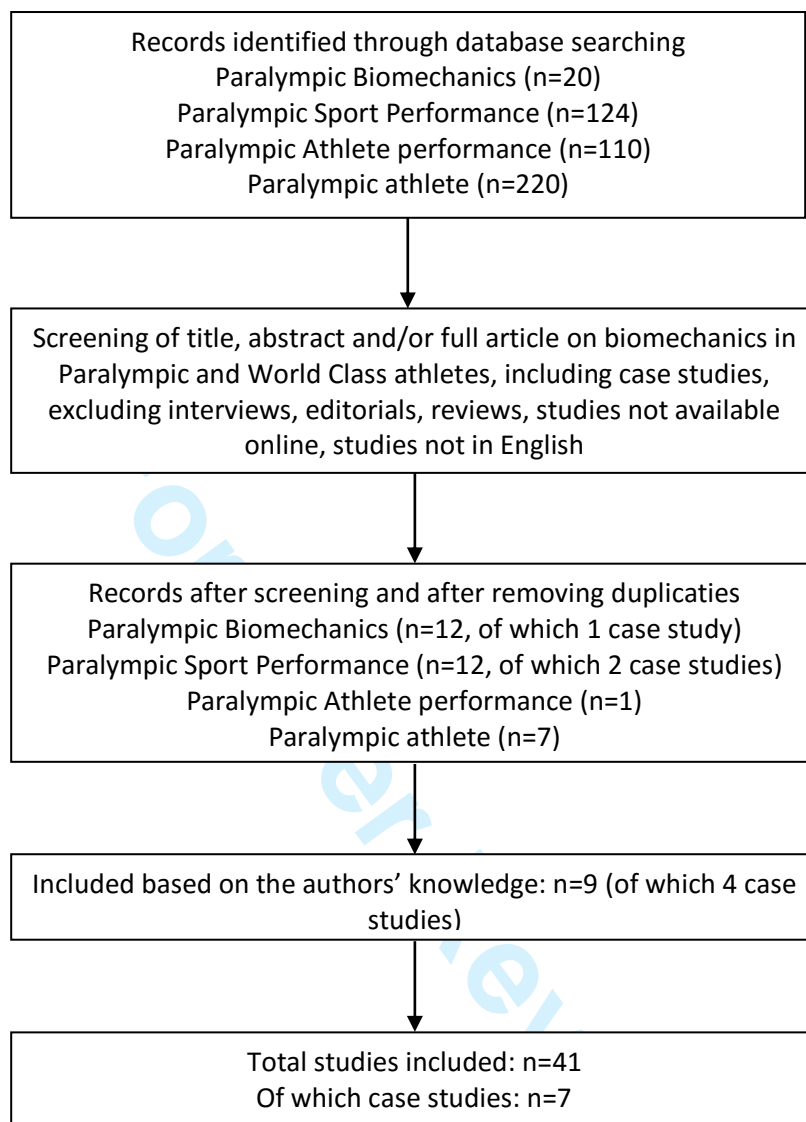 Records identified through database searching
Paralympic Biomechanics (n=20)
Paralympic Sport Performance (n=124)
Paralympic Athlete performance (n=110)
Paralympic athlete (n=220)
Screening of title, abstract and/or full article on biomechanics in
Paralympic and World Class athletes, including case studies,
excluding interviews, editorials, reviews, studies not available
online, studies not in English
Records after screening and after removing duplicaties
Paralympic Biomechanics (n=12, of which 1 case study)
Paralympic Sport Performance (n=12, of which 2 case studies)
Paralympic Athlete performance (n=1)
Paralympic athlete (n=7)
Included based on the authors’ knowledge: n=9 (of which 4 case
studies)
Total studies included: n=41
Of which case studies: n=7